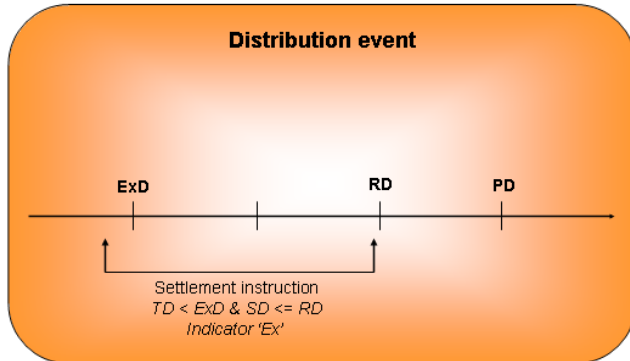 Distribution event
ExD RD PD
Settlement instruction
TD < ExD & SD <= RD
Indicator 'Ex'